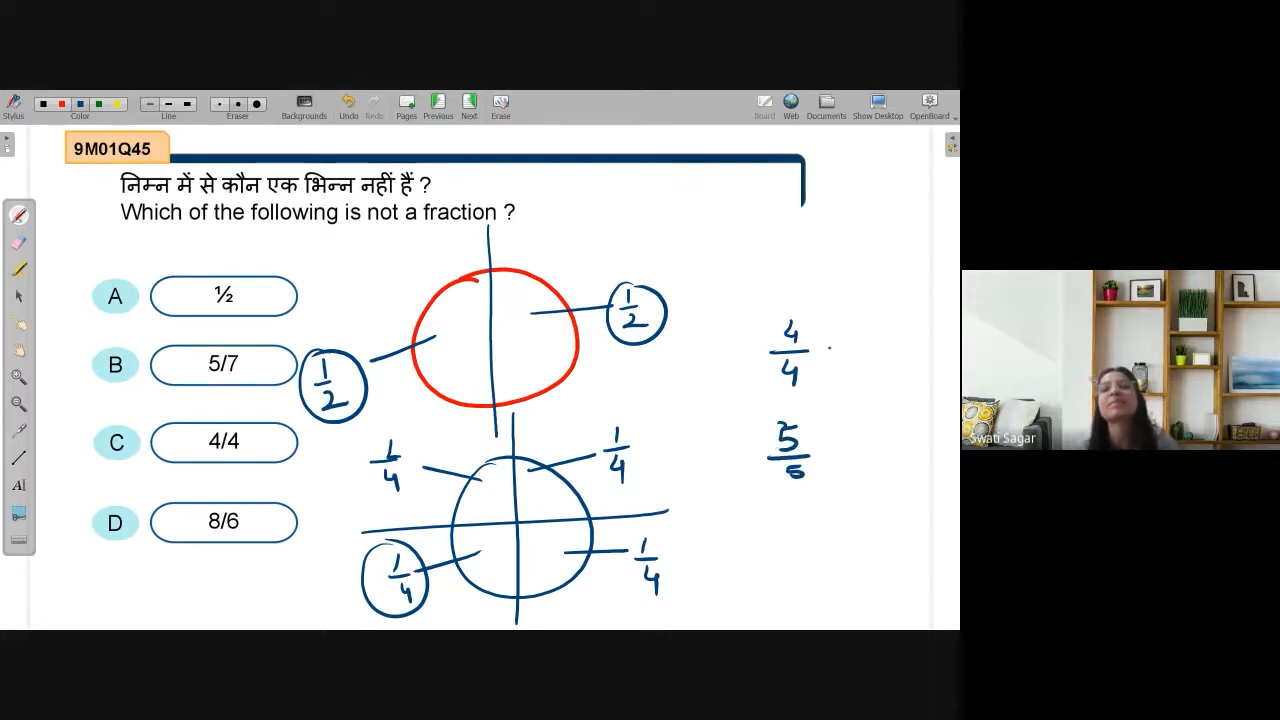 Stylus
Color
Line
Eraser
Backgrounds
Undo
Redo
Pages
Previous
Next
Erase
Board
Web
Documents
Show Desktop
OpenBoard
9M01Q45
निम्न में से कौन एक भिन्न नहीं हैं ?
Which of the following is not a fraction ?
A ½
B 5/7
C 4/4
D 8/6
1/2
1/2
1/4
1/4
1/4
1/4
4/4
5/5
Swati Sagar